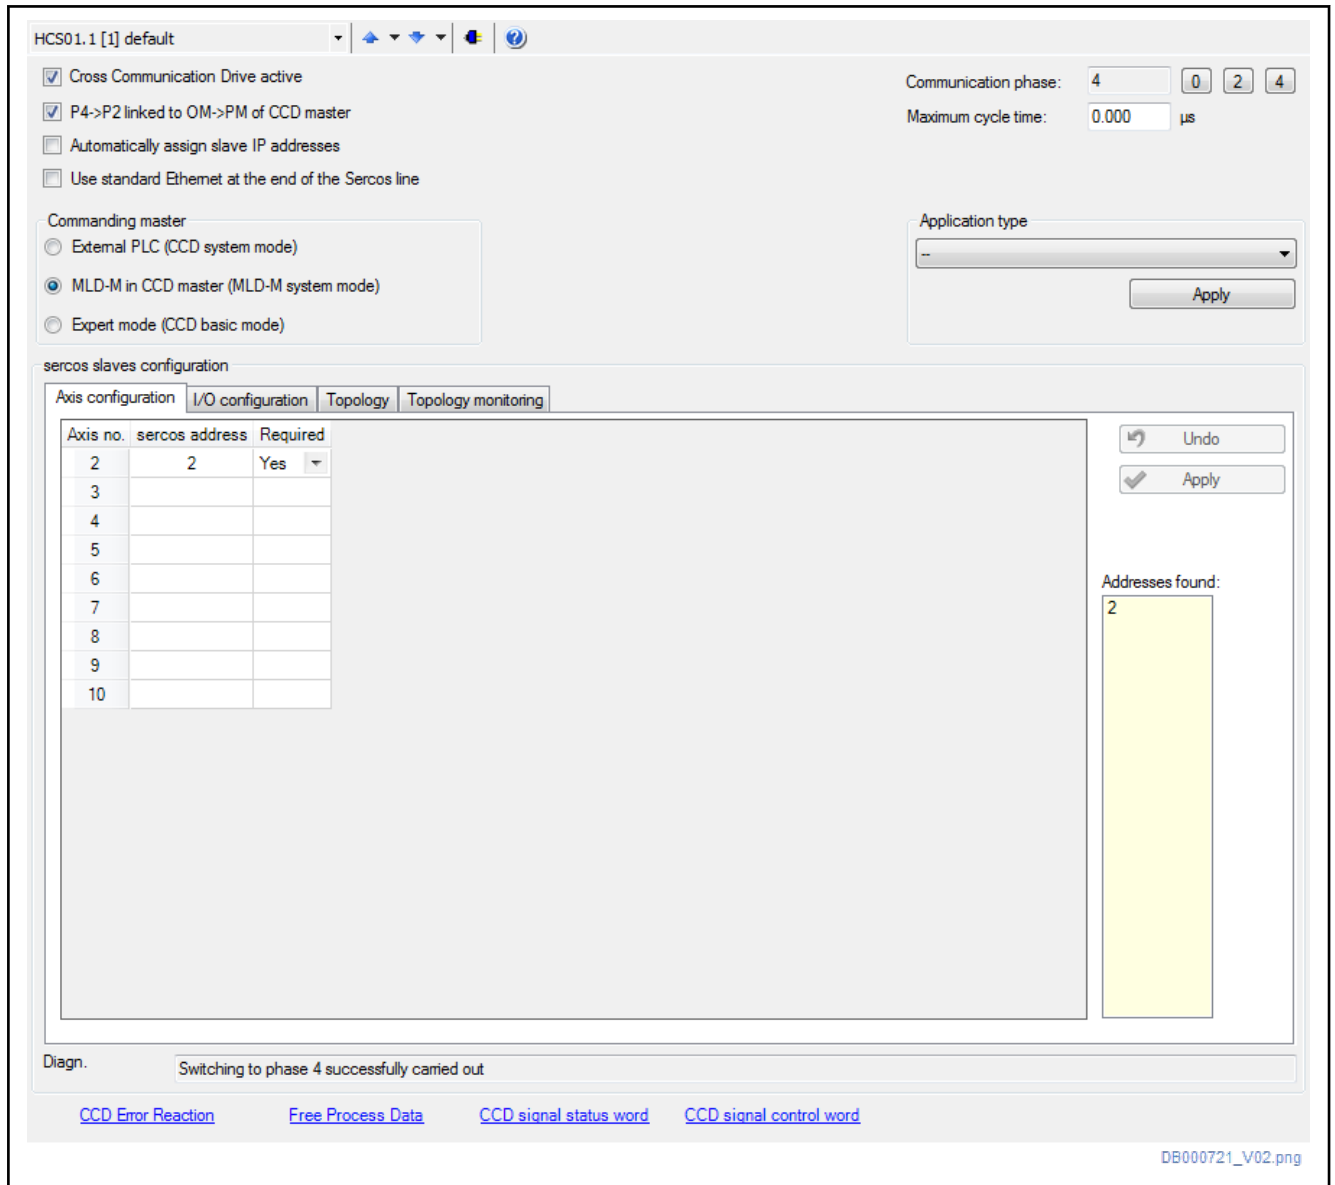 HCS01.1 [1] default
Cross Communication Drive active
Communication phase: 4 0 2 4
P4->P2 linked to OM->PM of CCD master
Maximum cycle time: 0.000 µs
Automatically assign slave IP addresses
Use standard Ethernet at the end of the Sercos line
Commanding master
External PLC (CCD system mode)
MLD-M in CCD master (MLD-M system mode)
Expert mode (CCD basic mode)
Application type
--
Apply
sercos slaves configuration
Axis configuration I/O configuration Topology Topology monitoring
Axis no. sercos address Required
2 2 Yes
3
4
5
6
7
8
9
10
Undo
Apply
Addresses found:
2
Diagn. Switching to phase 4 successfully carried out
CCD Error Reaction Free Process Data CCD signal status word CCD signal control word
DB000721_V02.png